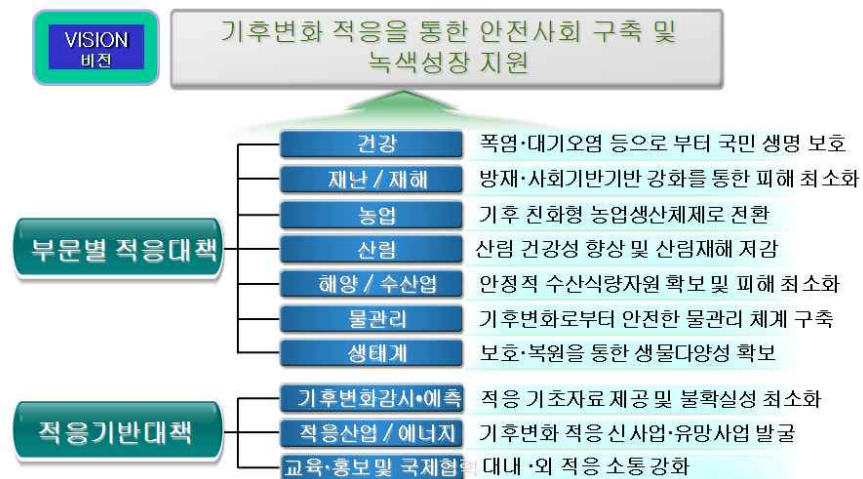 VISION
비전
기후변화 적응을 통한 안전사회 구축 및
녹색성장 지원
부문별 적응대책
건강 폭염·대기오염 등으로 부터 국민 생명 보호
재난 / 재해 방재·사회기반기반 강화를 통한 피해 최소화
농업 기후 친화형 농업생산체제로 전환
산림 산림 건강성 향상 및 산림재해 저감
해양 / 수산업 안정적 수산식량자원 확보 및 피해 최소화
물관리 기후변화로부터 안전한 물관리 체계 구축
생태계 보호·복원을 통한 생물다양성 확보
적응기반대책
기후변화감시•예측 적응 기초자료 제공 및 불확실성 최소화
적응산업 / 에너지 기후변화 적응 신사업·유망사업 발굴
교육·홍보 및 국제협력 대내 ·외 적응 소통 강화